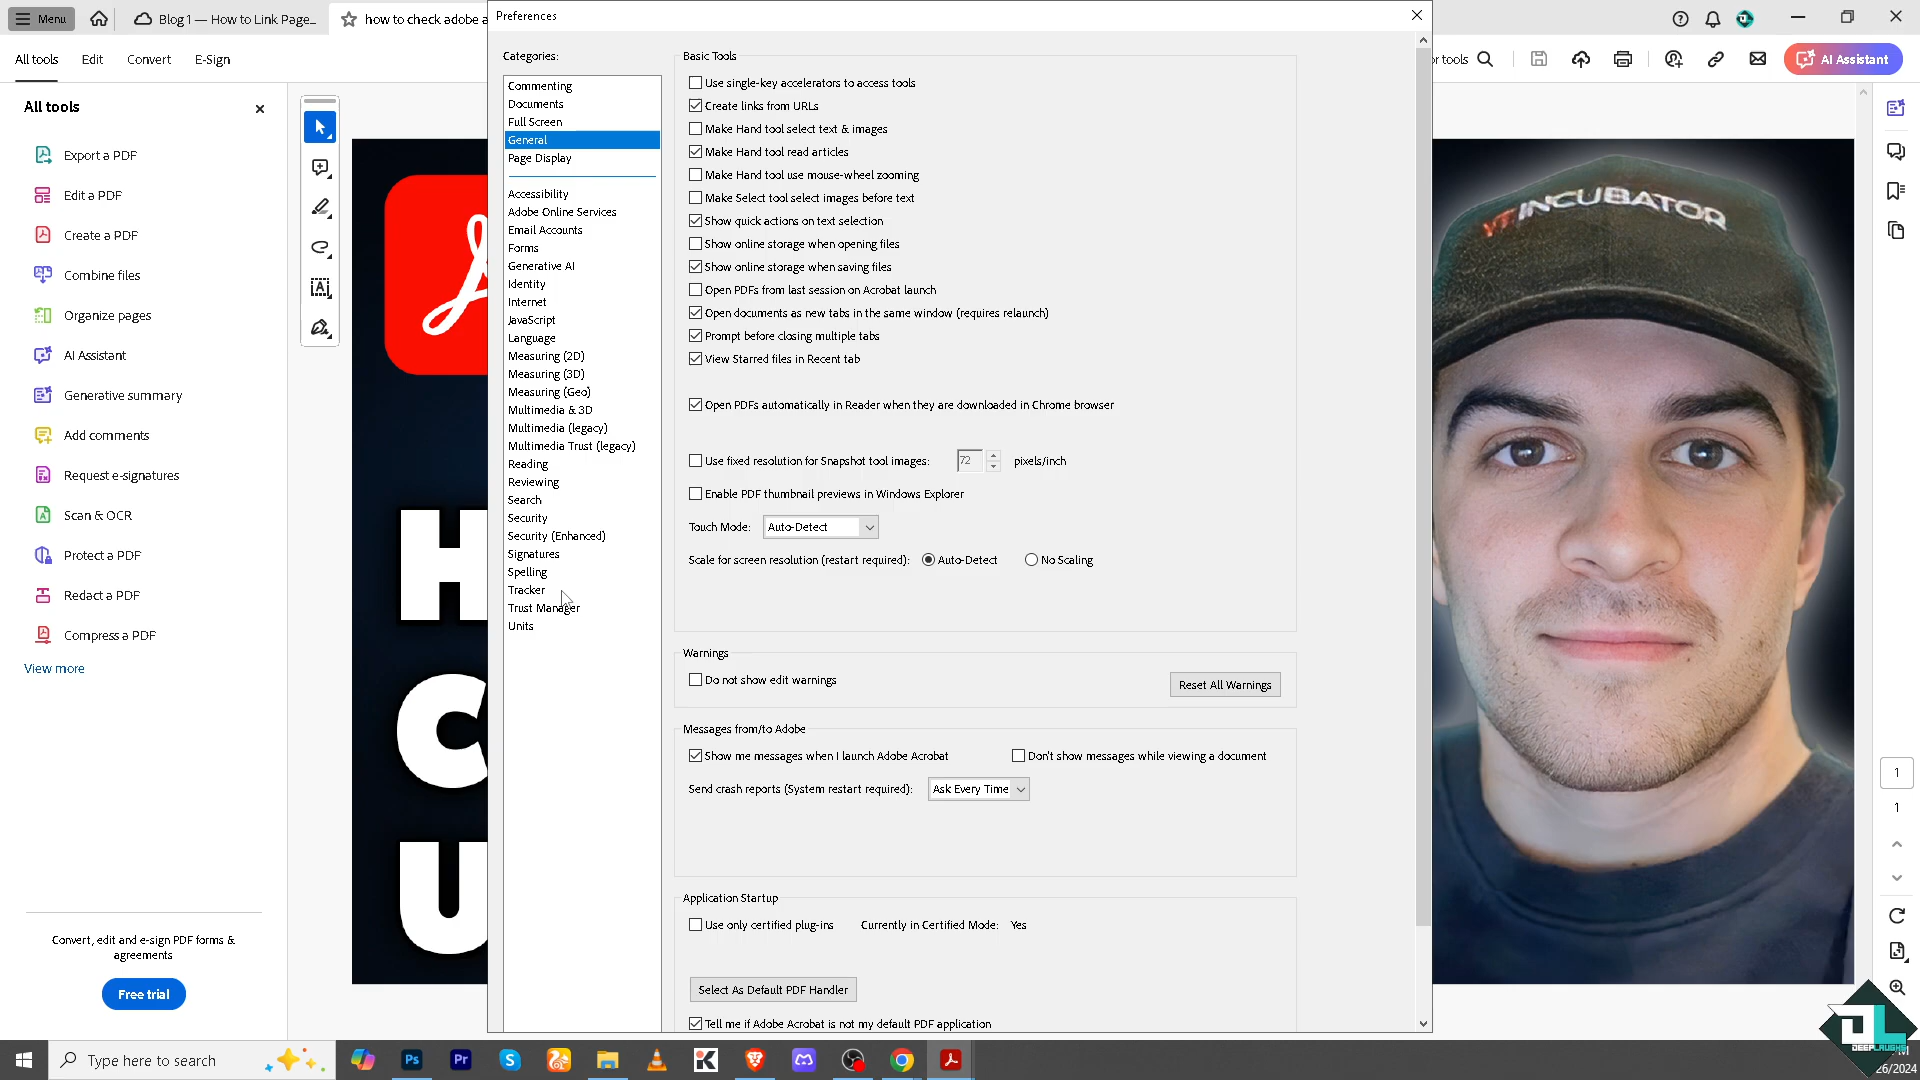 Menu
Blog 1 — How to Link Page...
how to check adobe a
Preferences
All tools
Edit
Convert
E-Sign
or tools
AI Assistant
All tools
Export a PDF
Edit a PDF
Create a PDF
Combine files
Organize pages
AI Assistant
Generative summary
Add comments
Request e-signatures
Scan & OCR
Protect a PDF
Redact a PDF
Compress a PDF
View more
Convert, edit and e-sign PDF forms &
agreements
Free trial
H
C
U
Categories:
Commenting
Documents
Full Screen
General
Page Display
Accessibility
Adobe Online Services
Email Accounts
Forms
Generative AI
Identity
Internet
JavaScript
Language
Measuring (2D)
Measuring (3D)
Measuring (Geo)
Multimedia & 3D
Multimedia (legacy)
Multimedia Trust (legacy)
Reading
Reviewing
Search
Security
Security (Enhanced)
Signatures
Spelling
Tracker
Trust Manager
Units
Basic Tools
Use single-key accelerators to access tools
Create links from URLs
Make Hand tool select text & images
Make Hand tool read articles
Make Hand tool use mouse-wheel zooming
Make Select tool select images before text
Show quick actions on text selection
Show online storage when opening files
Show online storage when saving files
Open PDFs from last session on Acrobat launch
Open documents as new tabs in the same window (requires relaunch)
Prompt before closing multiple tabs
View Starred files in Recent tab
Open PDFs automatically in Reader when they are downloaded in Chrome browser
Use fixed resolution for Snapshot tool images: 72 pixels/inch
Enable PDF thumbnail previews in Windows Explorer
Touch Mode: Auto-Detect
Scale for screen resolution (restart required): Auto-Detect No Scaling
Warnings
Do not show edit warnings
Reset All Warnings
Messages from/to Adobe
Show me messages when I launch Adobe Acrobat
Don't show messages while viewing a document
Send crash reports (System restart required): Ask Every Time
Application Startup
Use only certified plug-ins
Currently in Certified Mode: Yes
Select As Default PDF Handler
Tell me if Adobe Acrobat is not my default PDF application
YTINCUBATOR
1
1
Type here to search
Ps
Pr
JL
DEEPLAUGHS
26/2024